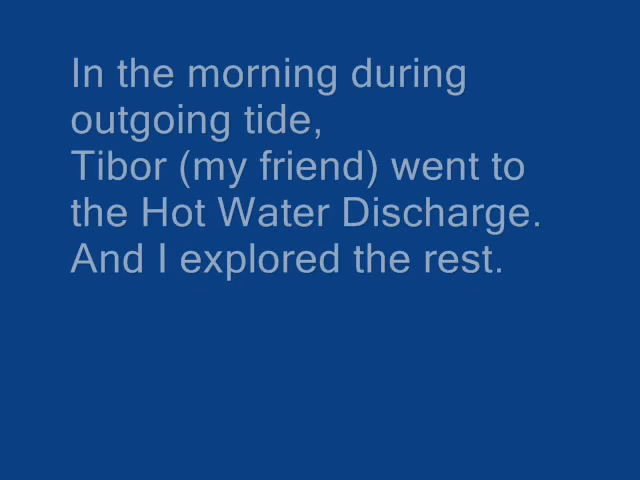 In the morning during
outgoing tide,
Tibor (my friend) went to
the Hot Water Discharge.
And I explored the rest.